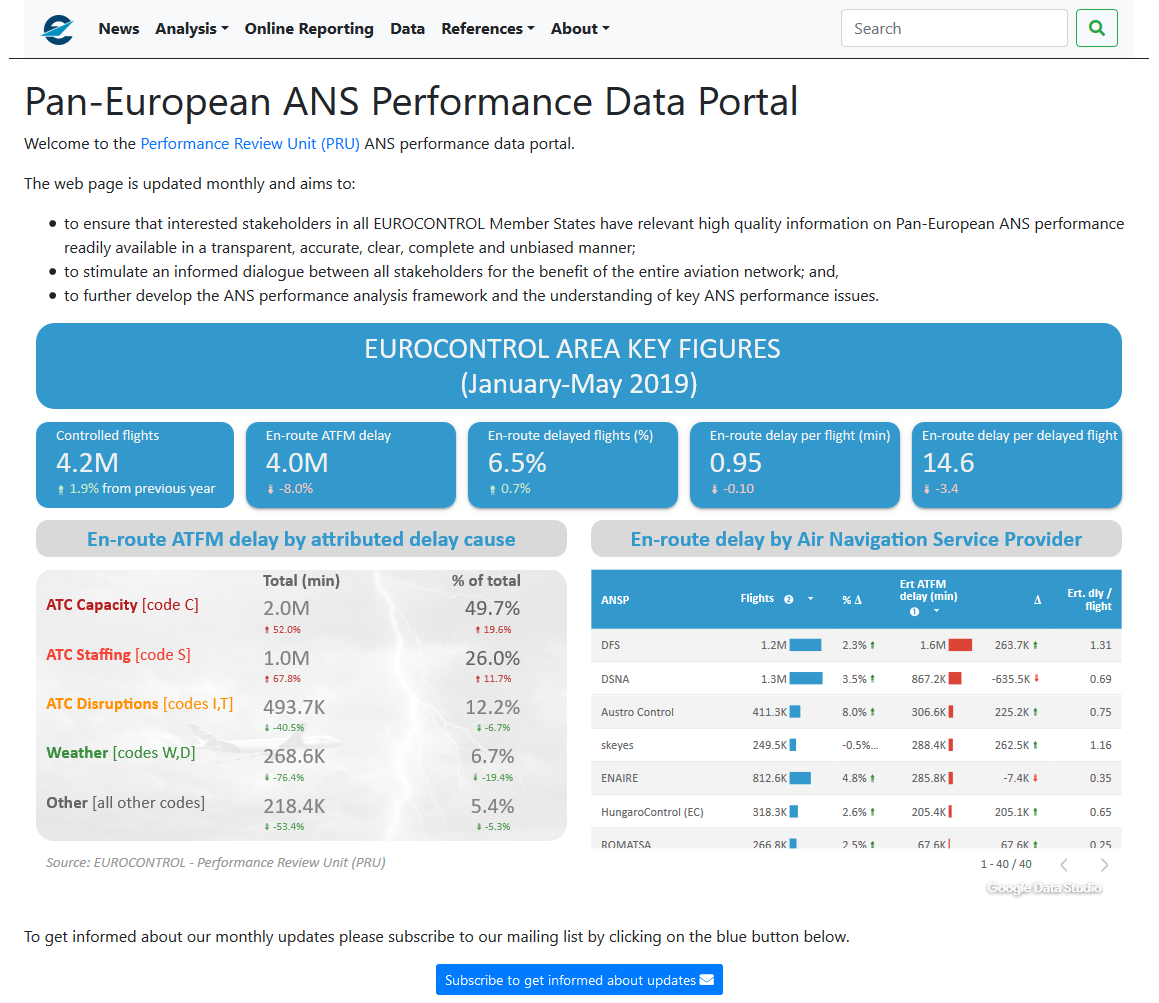 News Analysis Online Reporting Data References About Search
Pan-European ANS Performance Data Portal
Welcome to the Performance Review Unit (PRU) ANS performance data portal.
The web page is updated monthly and aims to:
• to ensure that interested stakeholders in all EUROCONTROL Member States have relevant high quality information on Pan-European ANS performance
readily available in a transparent, accurate, clear, complete and unbiased manner;
• to stimulate an informed dialogue between all stakeholders for the benefit of the entire aviation network; and,
• to further develop the ANS performance analysis framework and the understanding of key ANS performance issues.
EUROCONTROL AREA KEY FIGURES
(January-May 2019)
Controlled flights
4.2M
1.9% from previous year
En-route ATFM delay
4.0M
-8.0%
En-route delayed flights (%)
6.5%
0.7%
En-route delay per flight (min)
0.95
-0.10
En-route delay per delayed flight
14.6
-3.4
En-route ATFM delay by attributed delay cause
Total (min) % of total
ATC Capacity [code C] 2.0M 49.7%
52.0% 19.6%
ATC Staffing [code S] 1.0M 26.0%
67.8% 11.7%
ATC Disruptions [codes I,T] 493.7K 12.2%
-40.5% -6.7%
Weather [codes W,D] 268.6K 6.7%
-76.4% -19.4%
Other [all other codes] 218.4K 5.4%
-53.4% -5.3%
Source: EUROCONTROL - Performance Review Unit (PRU)
En-route delay by Air Navigation Service Provider
ANSP Flights 2 % Δ Ert ATFM delay (min) 1 Δ Ert. dly / flight
DFS 1.2M 2.3% 1.6M 263.7K 1.31
DSNA 1.3M 3.5% 867.2K -635.5K 0.69
Austro Control 411.3K 8.0% 306.6K 225.2K 0.75
skeyes 249.5K -0.5%... 288.4K 262.5K 1.16
ENAIRE 812.6K 4.8% 285.8K -7.4K 0.35
HungaroControl (EC) 318.3K 2.6% 205.4K 205.1K 0.65
ROMATSA 266.8K 2.5% 67.6K 67.6K 0.25
1 - 40 / 40
Google Data Studio
To get informed about our monthly updates please subscribe to our mailing list by clicking on the blue button below.
Subscribe to get informed about updates